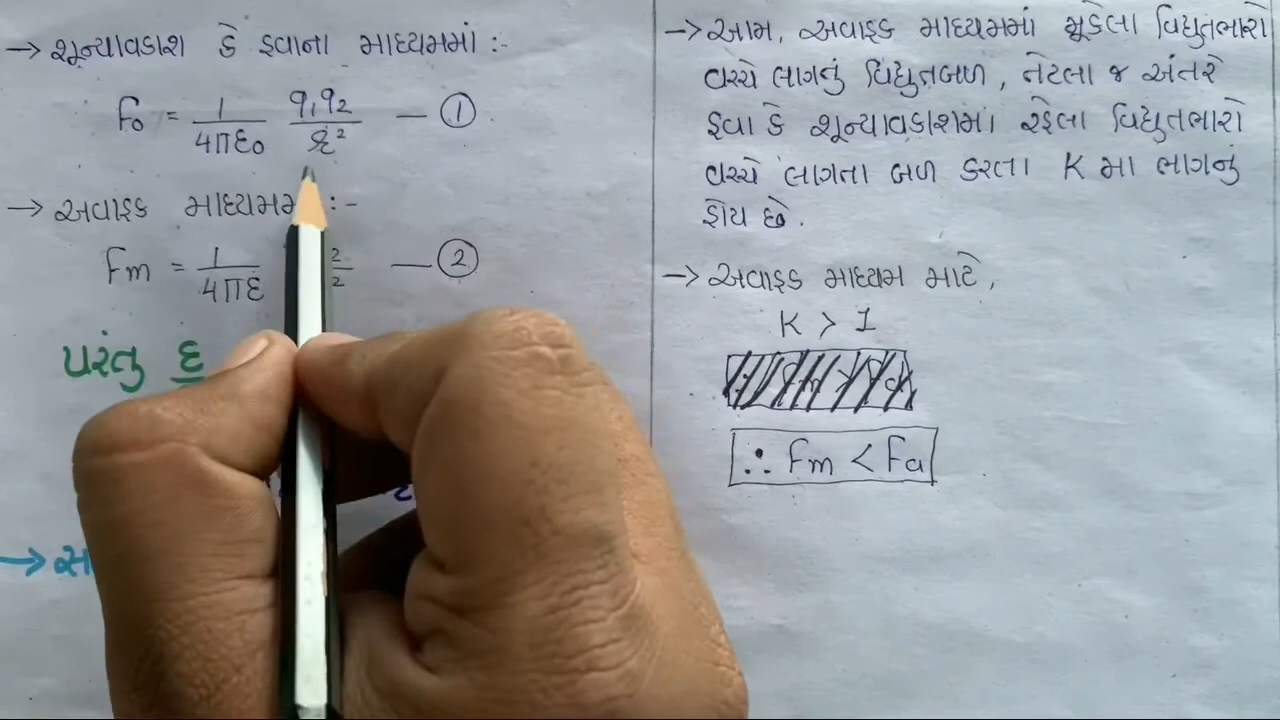 → શૂન્યાવકાશ કે હવાના માધ્યમમાં :-
F₀ = 1/4πε₀ q₁q₂/r² — ①
→ અવાહક માધ્યમમાં :-
Fm = 1/4πε 2/2 — ②
પરંતુ ε
→
→ આમ, અવાહક માધ્યમમાં મૂકેલા વિદ્યુતભારો
વચ્ચે લાગતું વિદ્યુતબળ, તેટલા જ અંતરે
હવા કે શૂન્યાવકાશમાં રહેલા વિદ્યુતભારો
વચ્ચે લાગતા બળ કરતા K મા ભાગનું
હોય છે.
→ અવાહક માધ્યમ માટે,
K > 1
∴ Fm < Fa